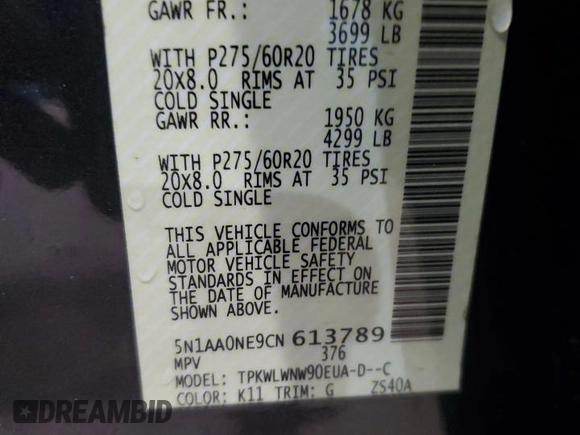 GAWR FR.: 1678 KG
3699 LB
WITH P275/60R20 TIRES
20X8.0 RIMS AT 35 PSI
COLD SINGLE
GAWR RR.: 1950 KG
4299 LB
WITH P275/60R20 TIRES
20X8.0 RIMS AT 35 PSI
COLD SINGLE
THIS VEHICLE CONFORMS TO
ALL APPLICABLE FEDERAL
MOTOR VEHICLE SAFETY
STANDARDS IN EFFECT ON
THE DATE OF MANUFACTURE
SHOWN ABOVE.
5N1AA0NE9CN 613789
MPV 376
MODEL: TPKWLWNW90EUA-D--C
COLOR: K11 TRIM: G ZS40A
AUTOBIDHISTORY